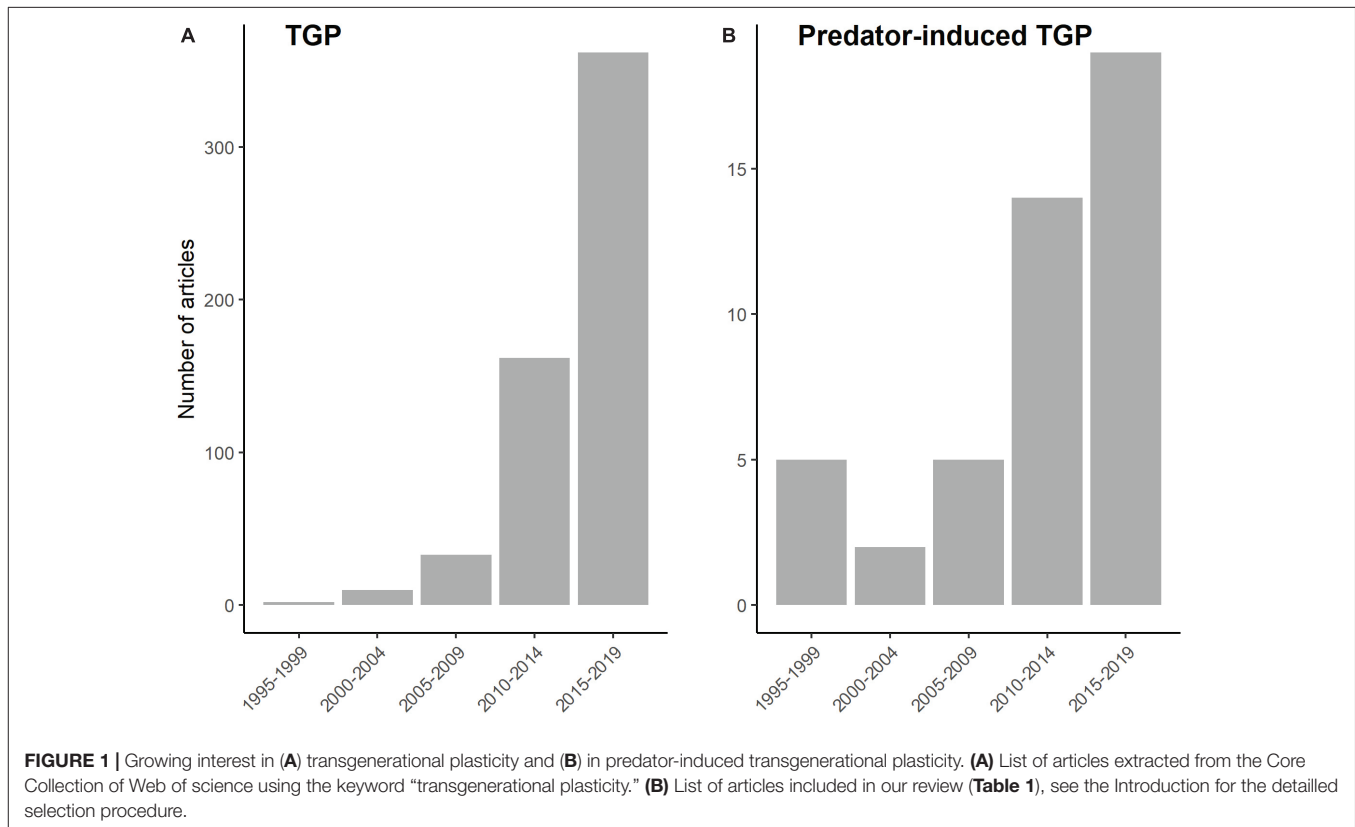 A
TGP
Number of articles
300
200
100
0
1995-1999
2000-2004
2005-2009
2010-2014
2015-2019
B
Predator-induced TGP
15
10
5
0
1995-1999
2000-2004
2005-2009
2010-2014
2015-2019
FIGURE 1 | Growing interest in (A) transgenerational plasticity and (B) in predator-induced transgenerational plasticity. (A) List of articles extracted from the Core
Collection of Web of science using the keyword “transgenerational plasticity.” (B) List of articles included in our review (Table 1), see the Introduction for the detailled
selection procedure.